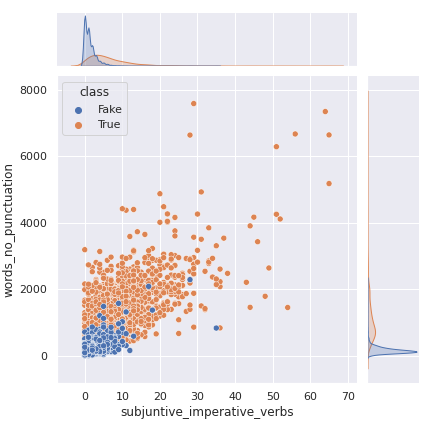 8000
class
Fake
True
6000
4000
2000
0
words_no_punctuation
0 10 20 30 40 50 60 70
subjuntive_imperative_verbs